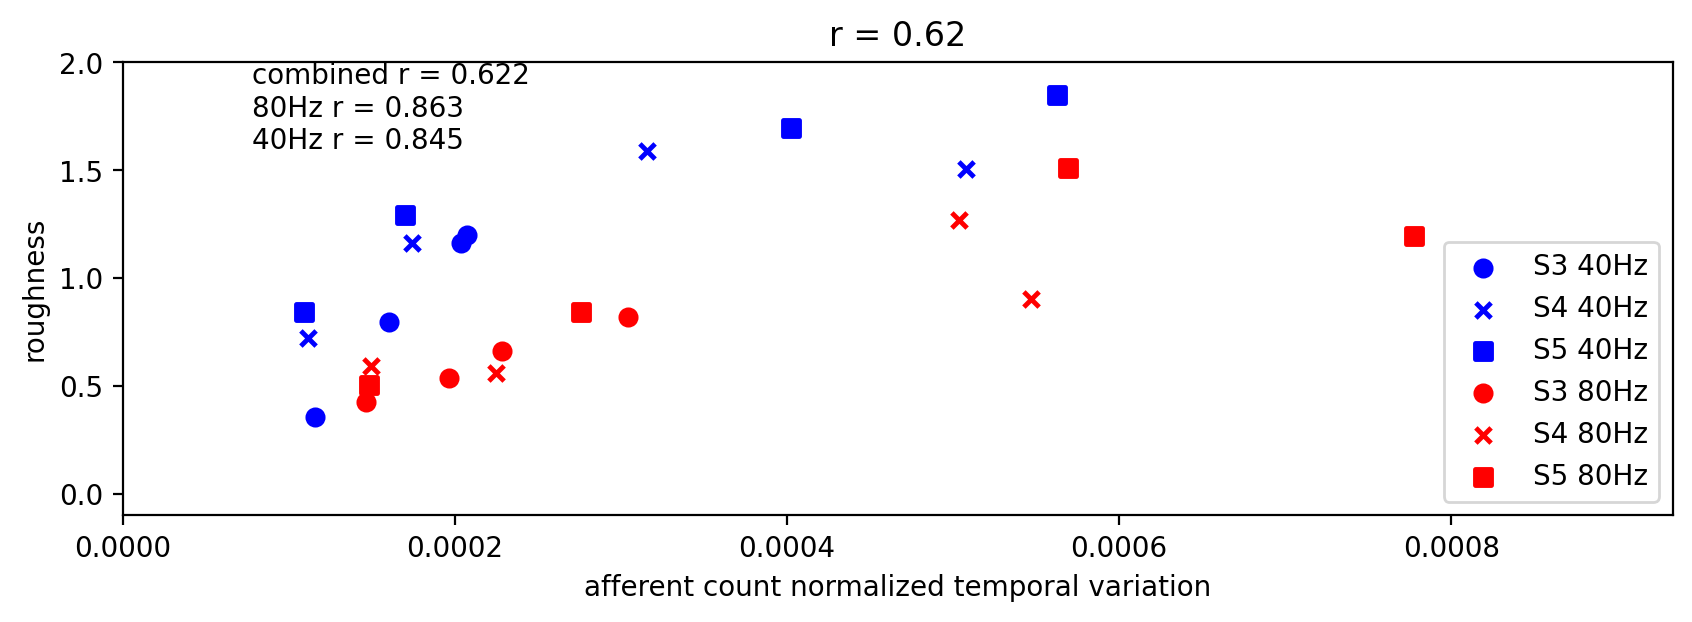 r = 0.62
combined r = 0.622
80Hz r = 0.863
40Hz r = 0.845
2.0
1.5
1.0
0.5
0.0
roughness
0.0000 0.0002 0.0004 0.0006 0.0008
afferent count normalized temporal variation
S3 40Hz
S4 40Hz
S5 40Hz
S3 80Hz
S4 80Hz
S5 80Hz